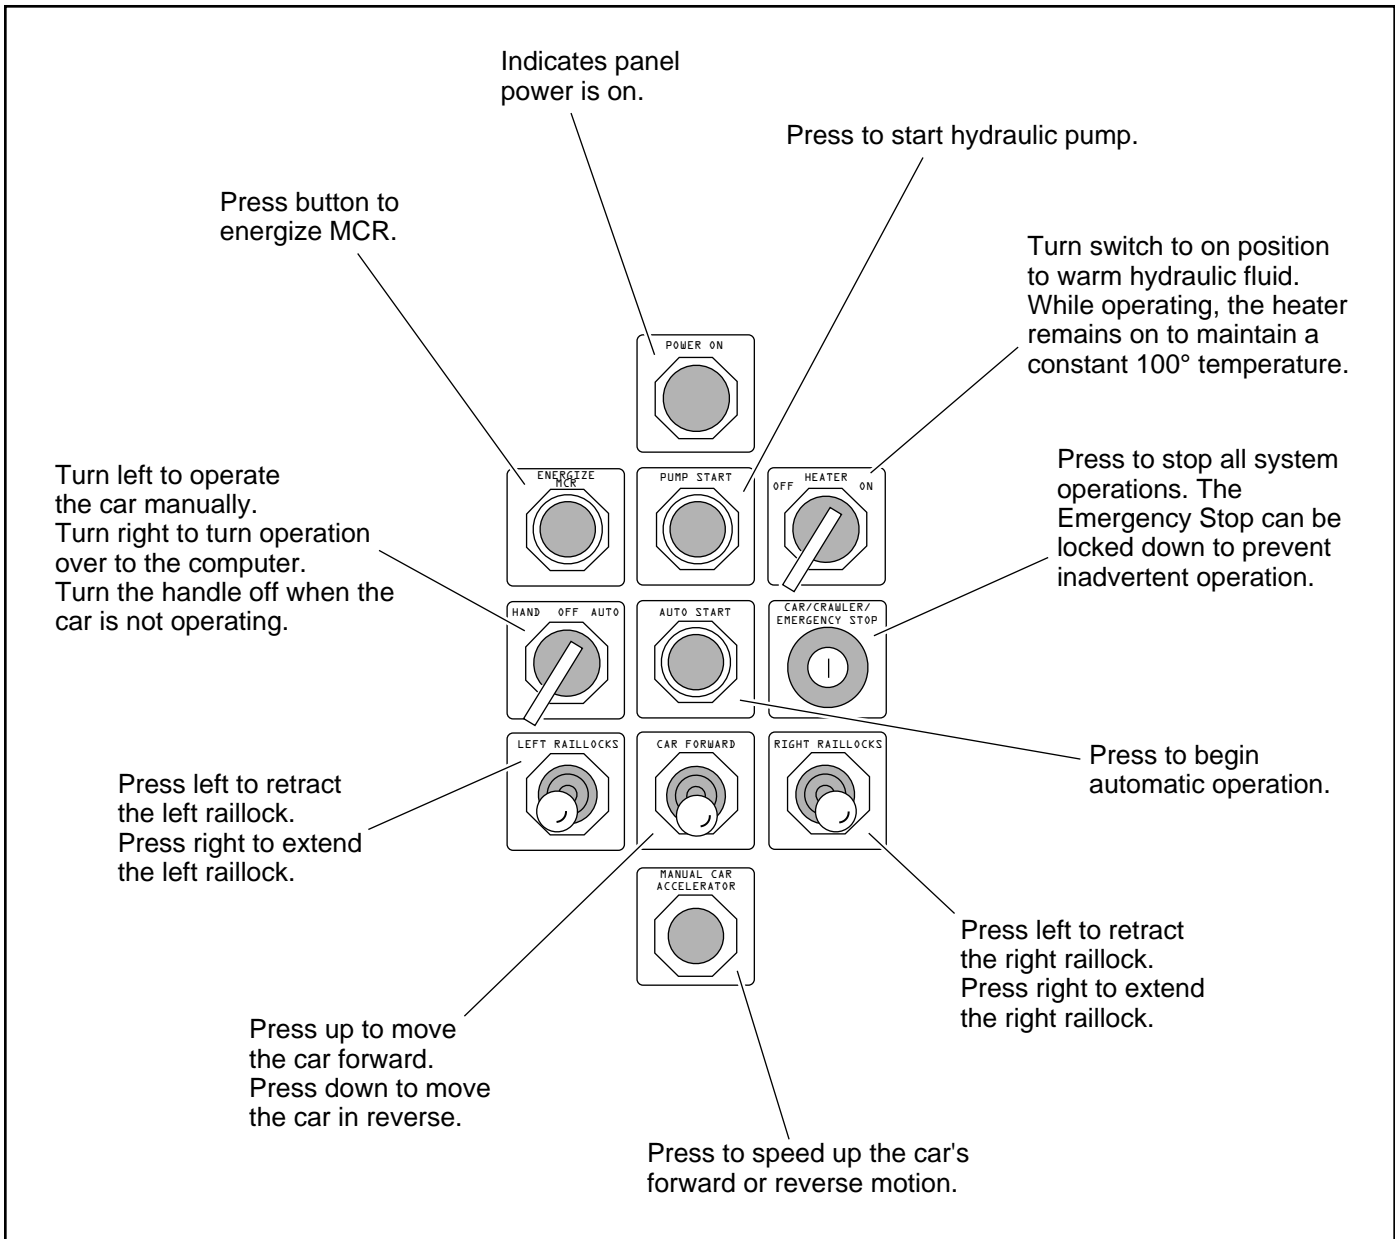 Indicates panel
power is on.
Press to start hydraulic pump.
Press button to
energize MCR.
Turn switch to on position
to warm hydraulic fluid.
While operating, the heater
remains on to maintain a
constant 100° temperature.
POWER ON
Turn left to operate
the car manually.
Turn right to turn operation
over to the computer.
Turn the handle off when the
car is not operating.
ENERGIZE
MCR
PUMP START
HEATER
OFF ON
Press to stop all system
operations. The
Emergency Stop can be
locked down to prevent
inadvertent operation.
HAND OFF AUTO
AUTO START
CAR/CRAWLER/
EMERGENCY STOP
LEFT RAILLOCKS
CAR FORWARD
RIGHT RAILLOCKS
Press to begin
automatic operation.
Press left to retract
the left raillock.
Press right to extend
the left raillock.
MANUAL CAR
ACCELERATOR
Press left to retract
the right raillock.
Press right to extend
the right raillock.
Press up to move
the car forward.
Press down to move
the car in reverse.
Press to speed up the car's
forward or reverse motion.